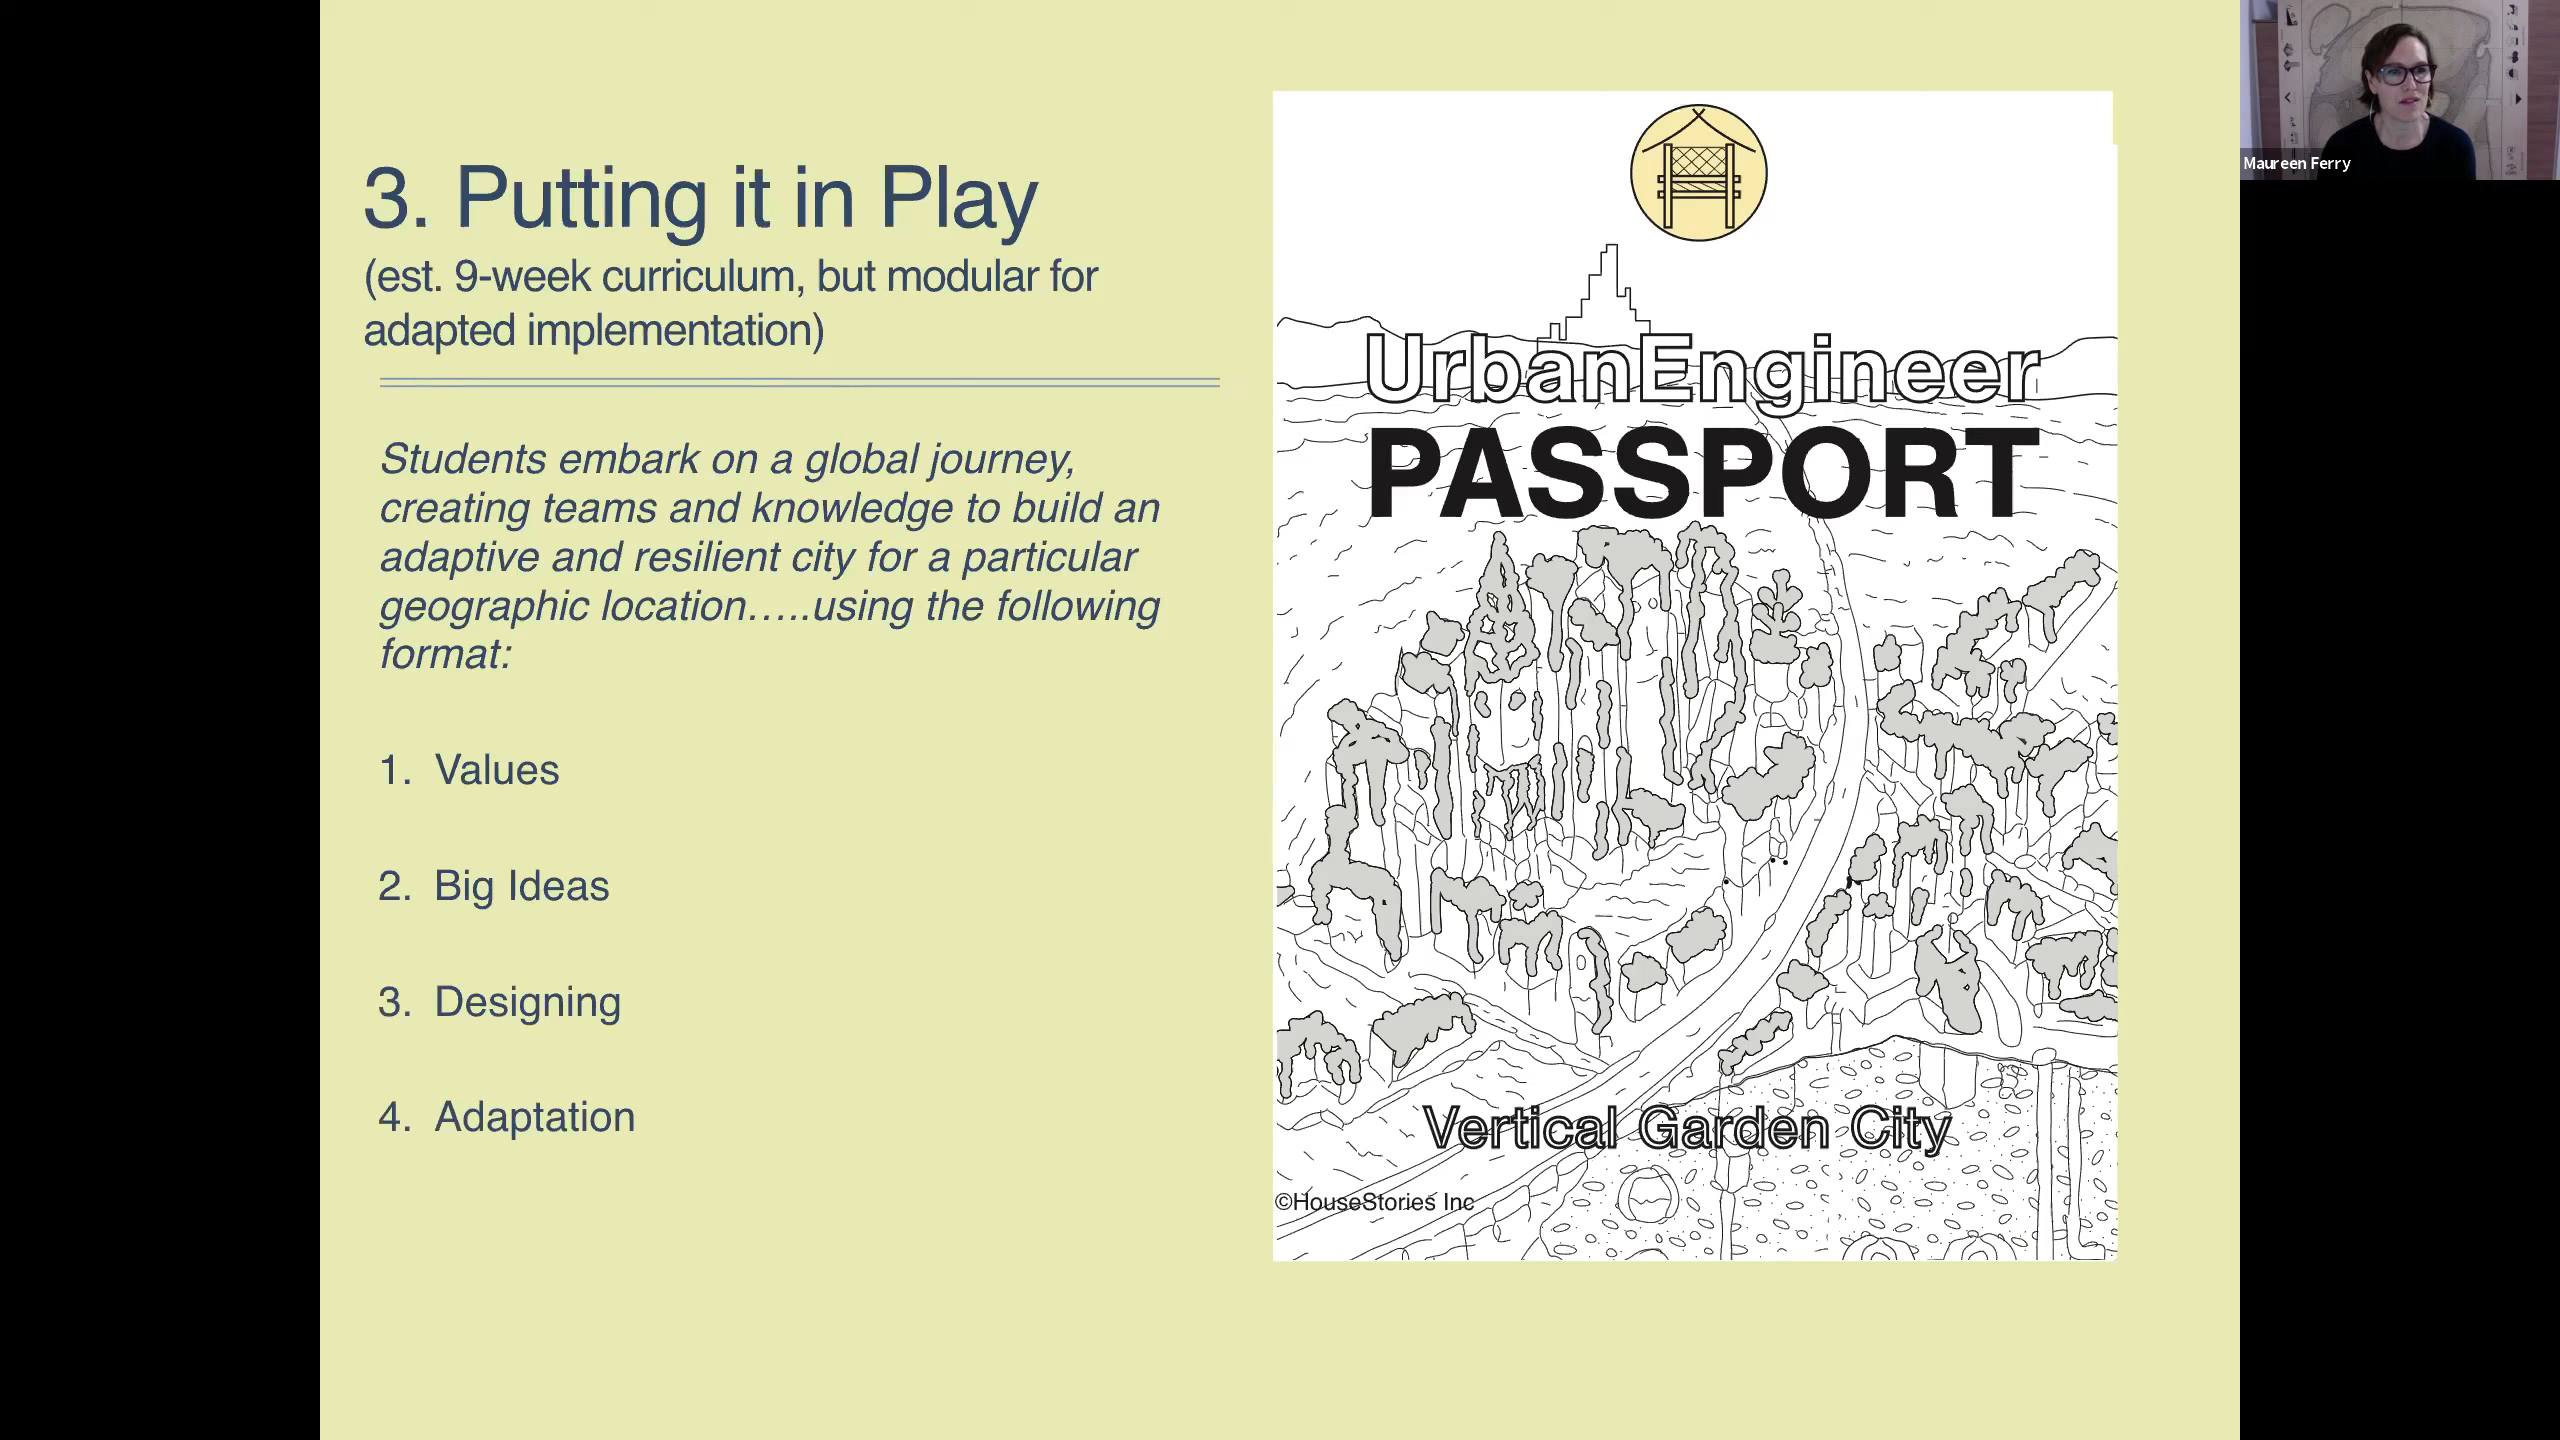 3. Putting it in Play
(est. 9-week curriculum, but modular for
adapted implementation)
Students embark on a global journey,
creating teams and knowledge to build an
adaptive and resilient city for a particular
geographic location…..using the following
format:
1. Values
2. Big Ideas
3. Designing
4. Adaptation
UrbanEngineer
PASSPORT
Vertical Garden City
©HouseStories Inc
Maureen Ferry